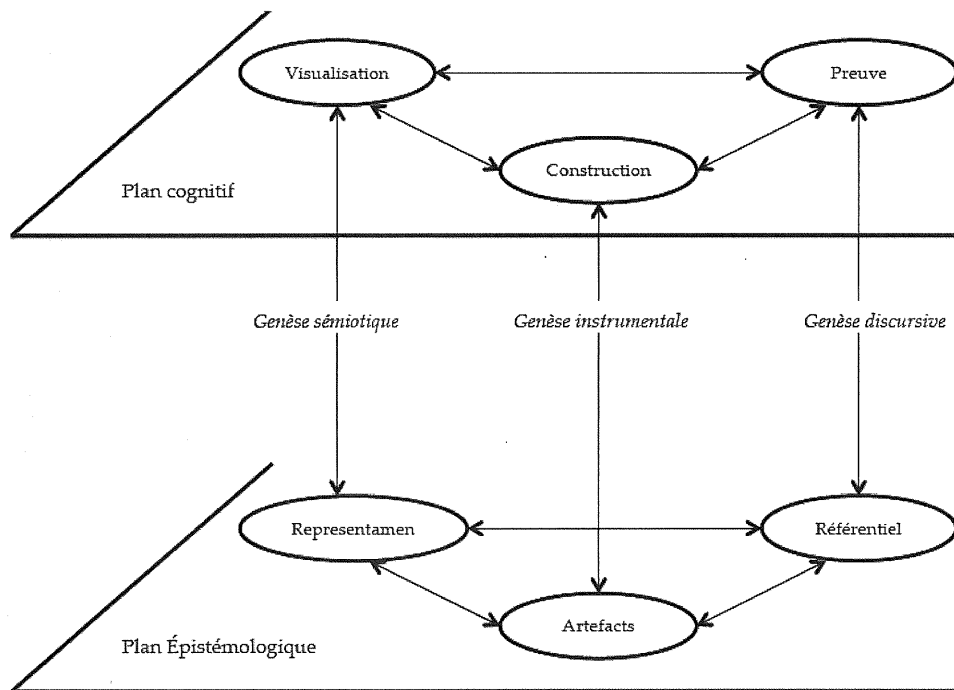 Visualisation
Preuve
Construction
Plan cognitif
Genèse sémiotique
Genèse instrumentale
Genèse discursive
Representamen
Référentiel
Artefacts
Plan Épistémologique